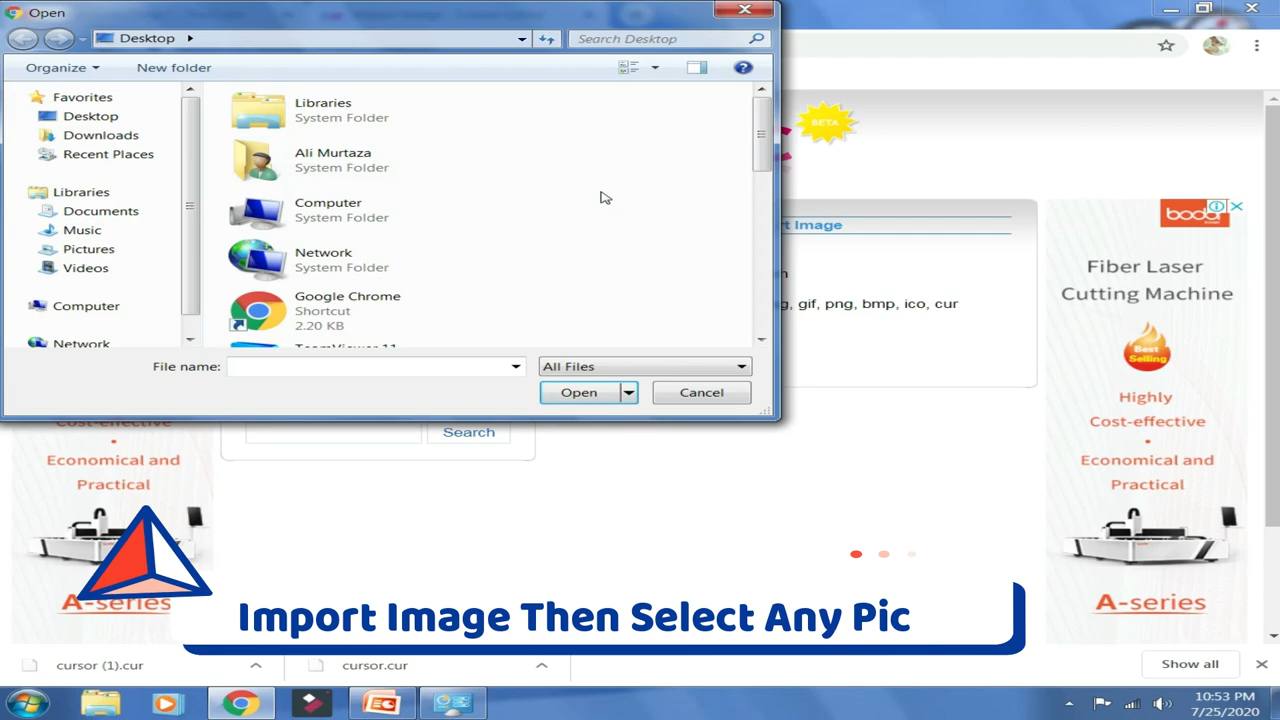 Open
Desktop
Search Desktop
Organize
New folder
Favorites
Desktop
Downloads
Recent Places
Libraries
Documents
Music
Pictures
Videos
Computer
Network
Libraries
System Folder
Ali Murtaza
System Folder
Computer
System Folder
Network
System Folder
Google Chrome
Shortcut
2.20 KB
TeamViewer 11
File name:
All Files
Open
Cancel
BETA
t Image
g, gif, png, bmp, ico, cur
Search
bodor
Fiber Laser
Cutting Machine
Best
Selling
Highly
Cost-effective
•
Economical and
Practical
A-series
Cost-effective
•
Economical and
Practical
A-series
Import Image Then Select Any Pic
cursor (1).cur
cursor.cur
Show all
10:53 PM
7/25/2020